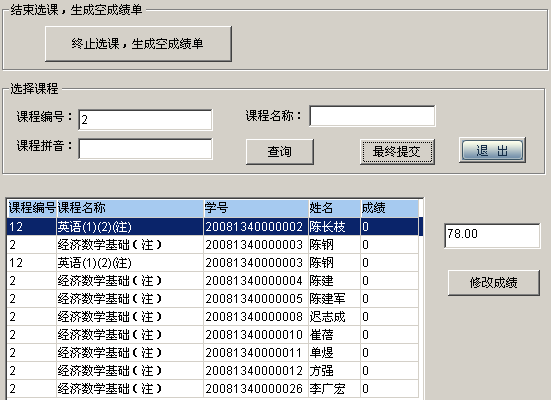 结束选课，生成空成绩单
终止选课，生成空成绩单
选择课程
课程编号： 2 课程名称：
课程拼音： 查询 最终提交 退 出
课程编号 课程名称 学号 姓名 成绩
12 英语(1)(2)(注) 20081340000002 陈长枝 0
2 经济数学基础（注） 20081340000003 陈钢 0
12 英语(1)(2)(注) 20081340000003 陈钢 0
2 经济数学基础（注） 20081340000004 陈建 0
2 经济数学基础（注） 20081340000005 陈建军 0
2 经济数学基础（注） 20081340000008 迟志成 0
2 经济数学基础（注） 20081340000010 崔蓓 0
2 经济数学基础（注） 20081340000011 单煜 0
2 经济数学基础（注） 20081340000012 方强 0
2 经济数学基础（注） 20081340000026 李广宏 0
78.00
修改成绩